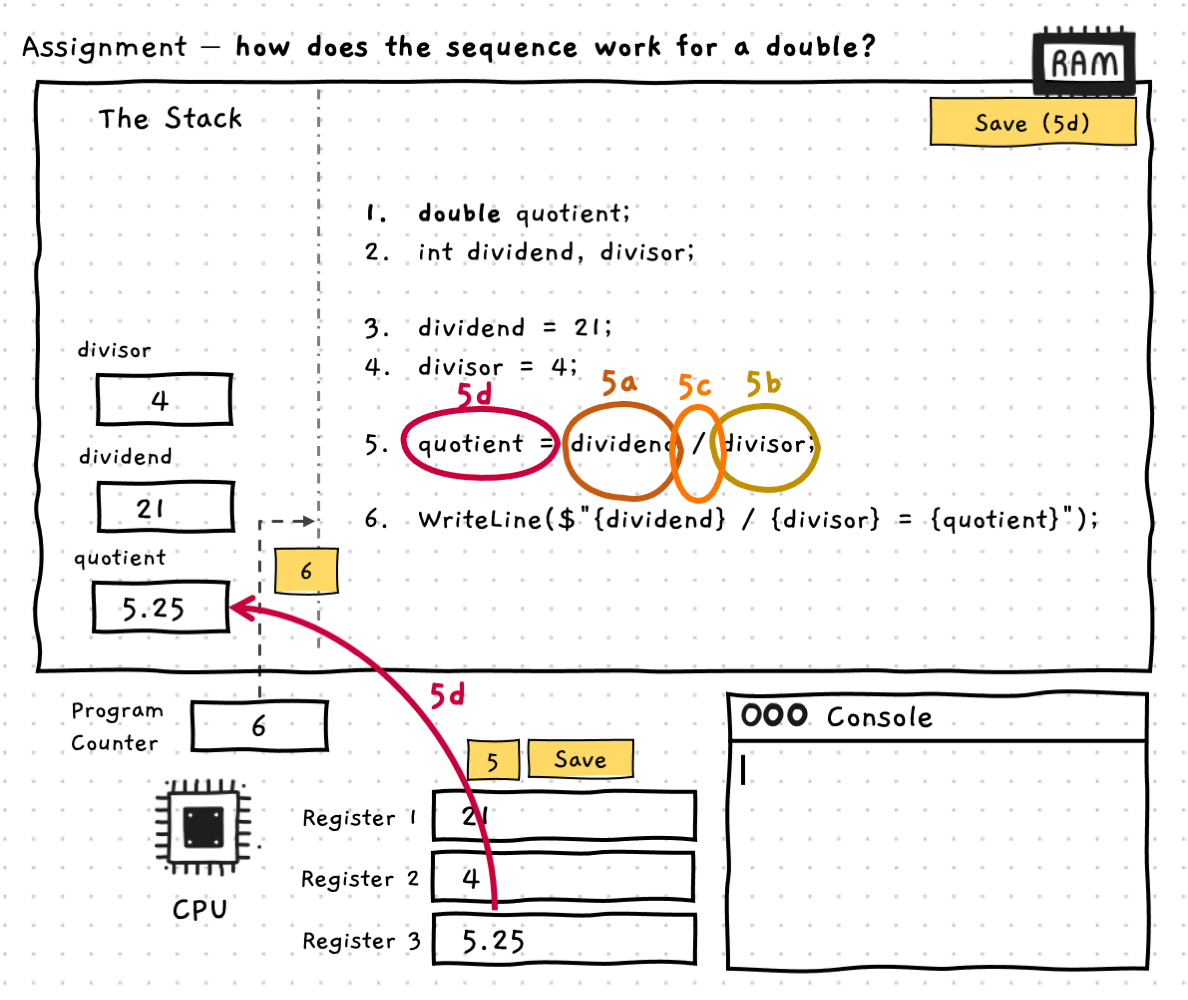 Assignment – how does the sequence work for a double?
RAM
The Stack
Save (5d)
1. double quotient;
2. int dividend, divisor;
3. dividend = 21;
4. divisor = 4;
5d 5a 5c 5b
5. quotient = dividend / divisor;
6. WriteLine($"{dividend} / {divisor} = {quotient}");
divisor
4
dividend
21
quotient
5.25
6
5d
Program
Counter
6
5 Save
Register 1 21
Register 2 4
Register 3 5.25
CPU
OOO Console